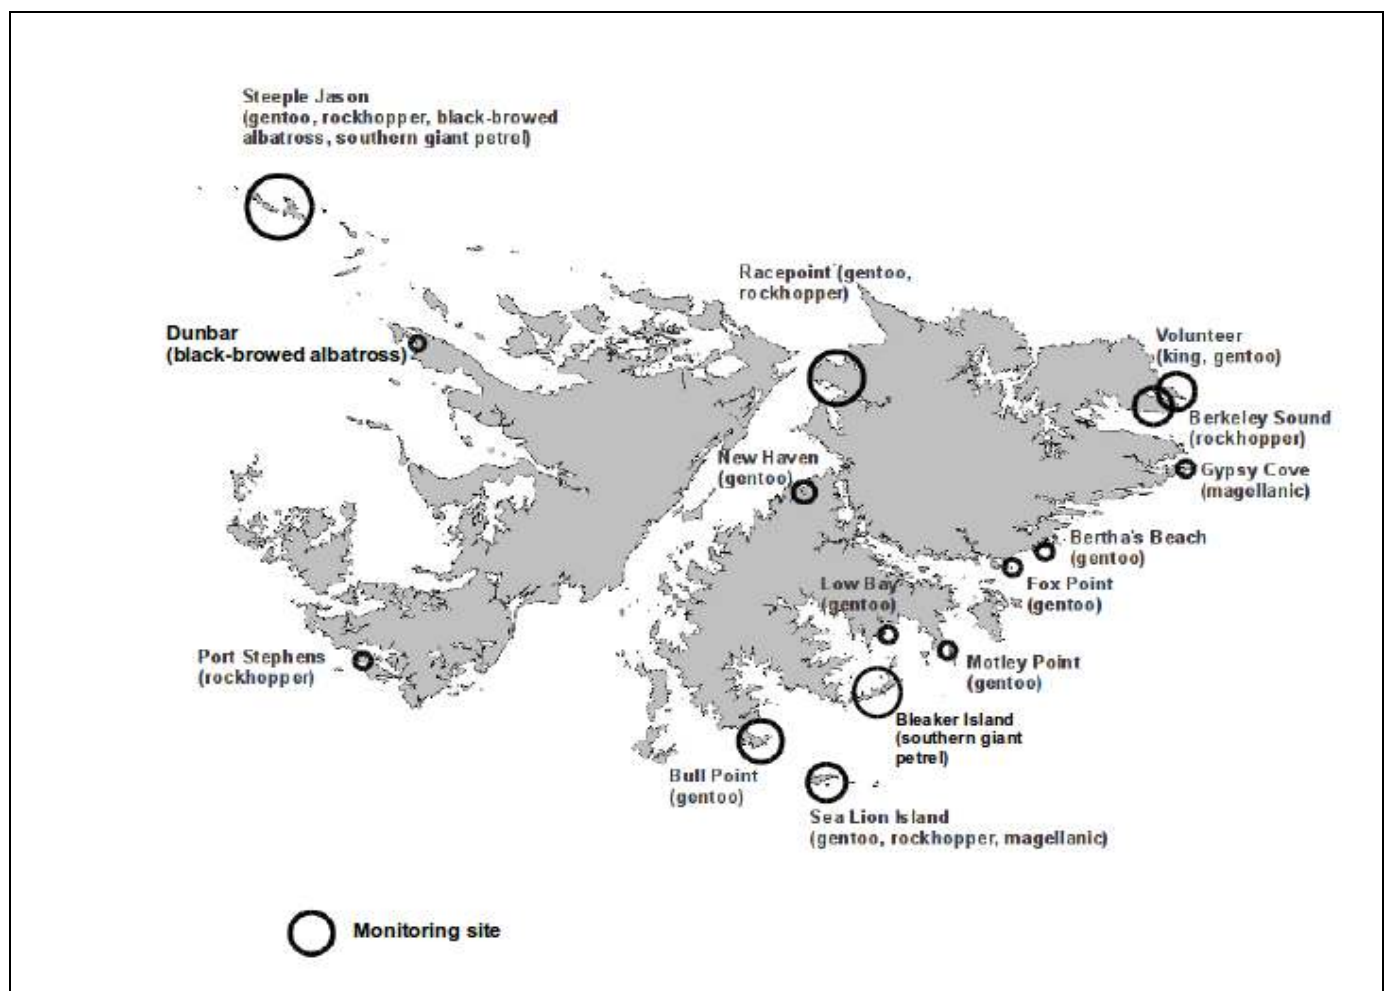 Steeple Jason
(gentoo, rockhopper, black-browed
albatross, southern giant petrel)
Racepoint (gentoo,
rockhopper)
Dunbar
(black-browed albatross)
Volunteer
(king, gentoo)
Berkeley Sound
(rockhopper)
New Haven
(gentoo)
Gypsy Cove
(magellanic)
Bertha's Beach
(gentoo)
Low Bay
(gentoo)
Fox Point
(gentoo)
Port Stephens
(rockhopper)
Motley Point
(gentoo)
Bleaker Island
(southern giant
petrel)
Bull Point
(gentoo)
Sea Lion Island
(gentoo, rockhopper, magellanic)
Monitoring site